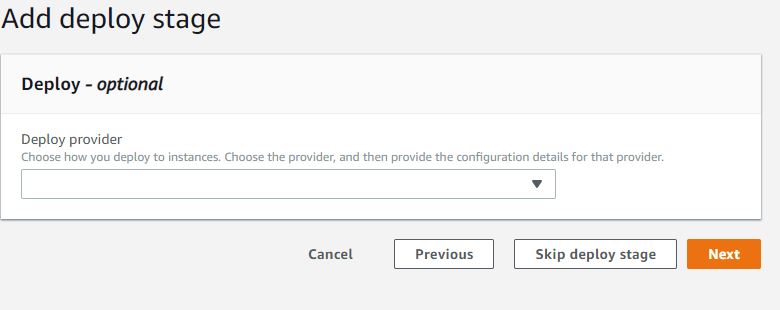 Add deploy stage
Deploy - optional
Deploy provider
Choose how you deploy to instances. Choose the provider, and then provide the configuration details for that provider.
Cancel
Previous
Skip deploy stage
Next